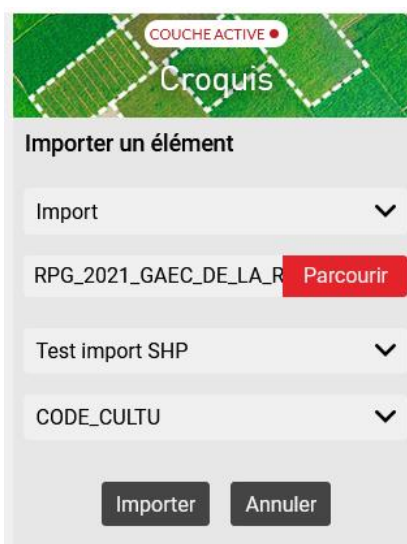 COUCHE ACTIVE
Croquis
Importer un élément
Import
RPG_2021_GAEC_DE_LA_R Parcourir
Test import SHP
CODE_CULTU
Importer Annuler